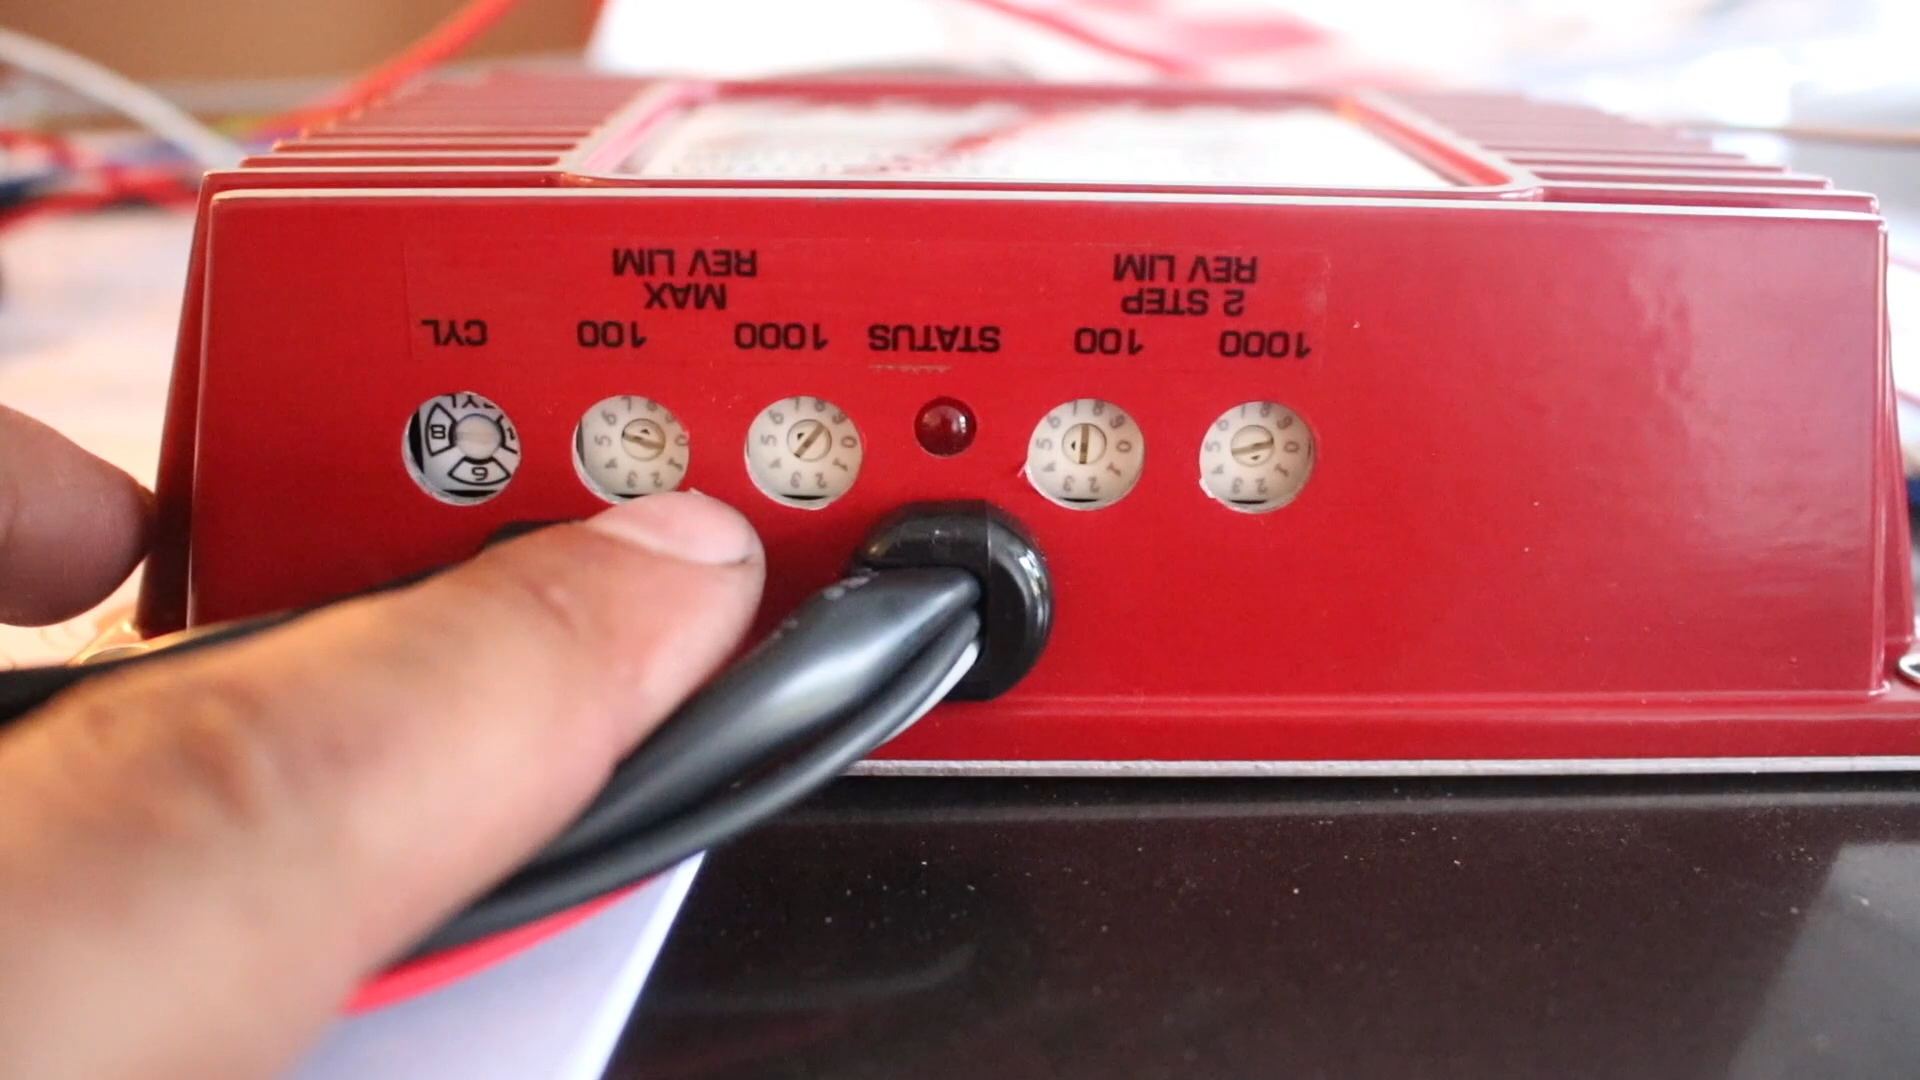 1000 100 STATUS 1000 100 CYL
2 STEP MAX
REV LIM REV LIM